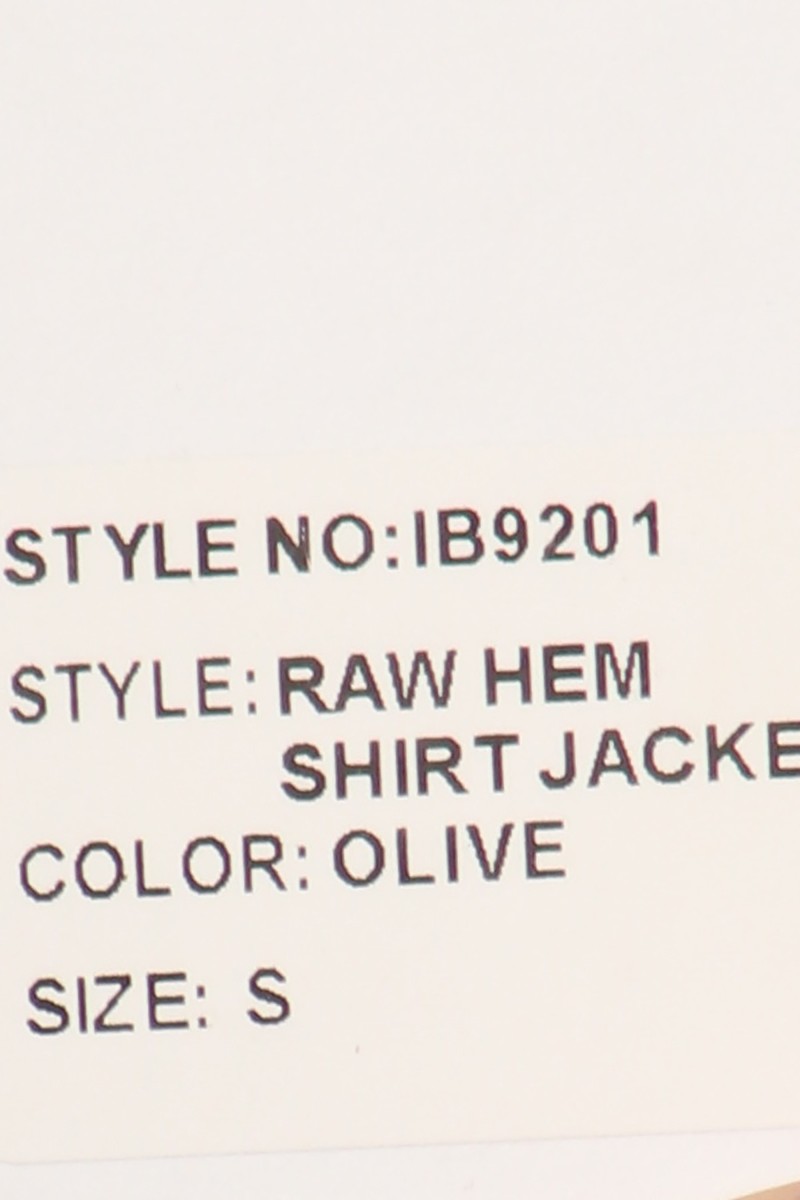 STYLE NO:IB9201
STYLE: RAW HEM
SHIRT JACKE
COLOR: OLIVE
SIZE: S